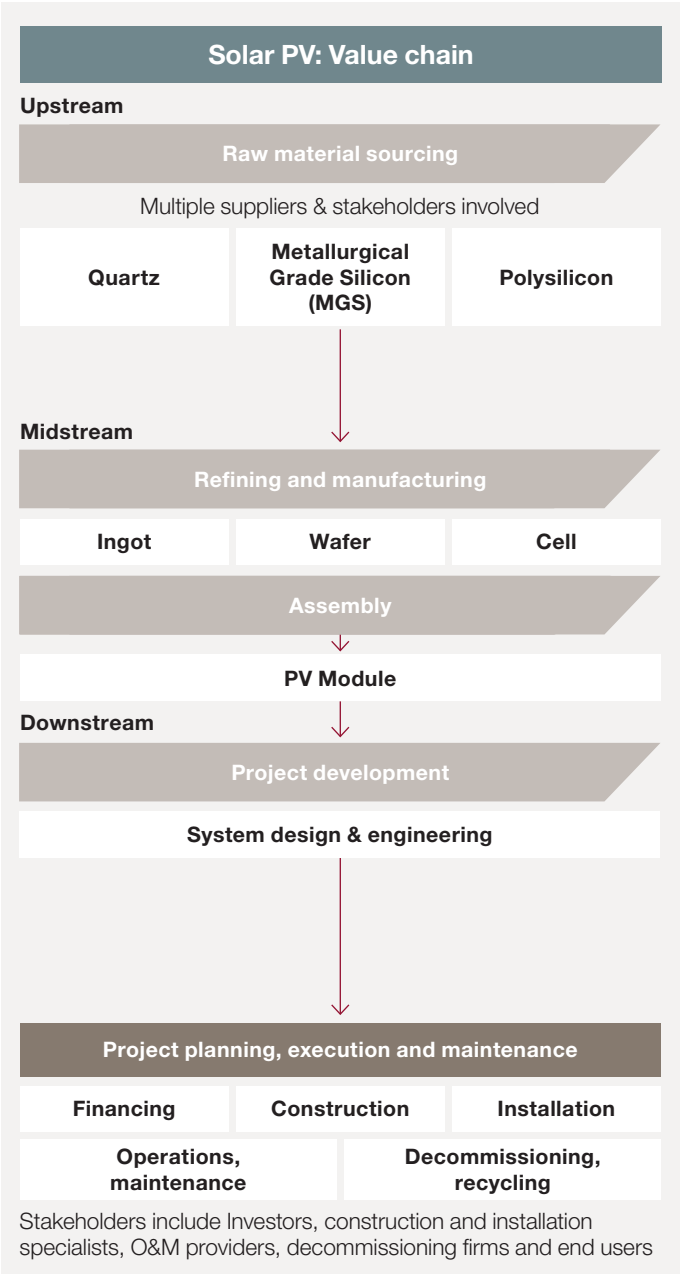 Solar PV: Value chain
Upstream
Raw material sourcing
Multiple suppliers & stakeholders involved
Quartz
Metallurgical
Grade Silicon
(MGS)
Polysilicon
Midstream
Refining and manufacturing
Ingot
Wafer
Cell
Assembly
PV Module
Downstream
Project development
System design & engineering
Project planning, execution and maintenance
Financing
Construction
Installation
Operations,
maintenance
Decommissioning,
recycling
Stakeholders include Investors, construction and installation
specialists, O&M providers, decommissioning firms and end users